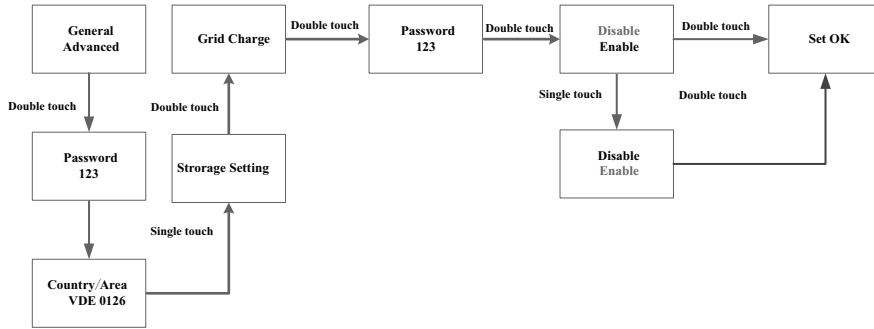 General
Advanced
Double touch
Password
123
Country/Area
VDE 0126
Single touch
Strorage Setting
Double touch
Grid Charge
Double touch
Password
123
Double touch
Disable
Enable
Double touch
Set OK
Single touch
Disable
Enable
Double touch